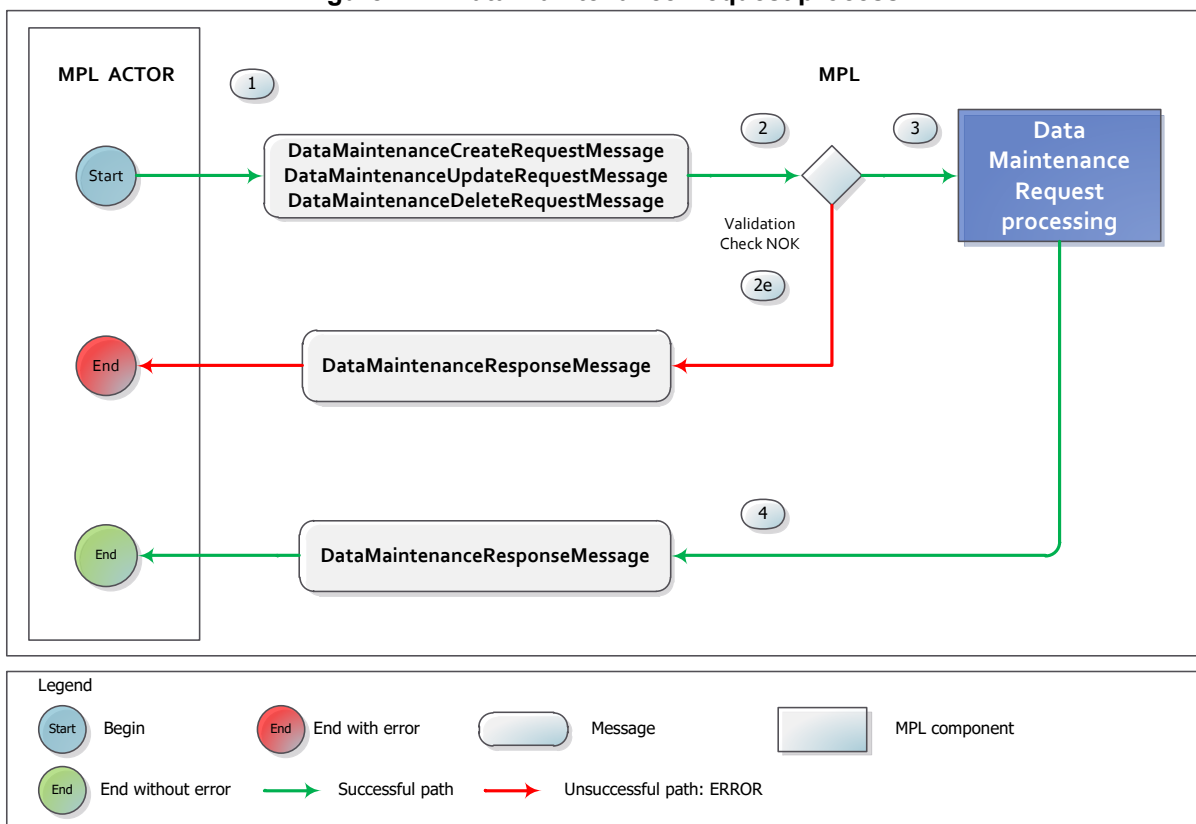 MPL ACTOR
MPL
1
2
3
Start
DataMaintenanceCreateRequestMessage
DataMaintenanceUpdateRequestMessage
DataMaintenanceDeleteRequestMessage
Data
Maintenance
Request
processing
Validation
Check NOK
2e
End
DataMaintenanceResponseMessage
4
End
DataMaintenanceResponseMessage
Legend
Start
Begin
End
End with error
Message
MPL component
End
End without error
Successful path
Unsuccessful path: ERROR